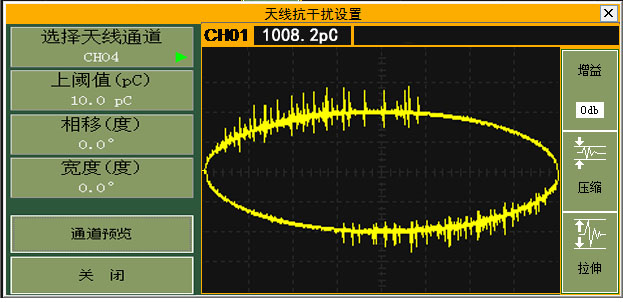 天线抗干扰设置
选择天线通道
CH04
上阈值(pC)
10.0 pC
相移(度)
0.0°
宽度(度)
0.0°
通道预览
关 闭
CH01 1008.2pC
增益
0db
压缩
拉伸